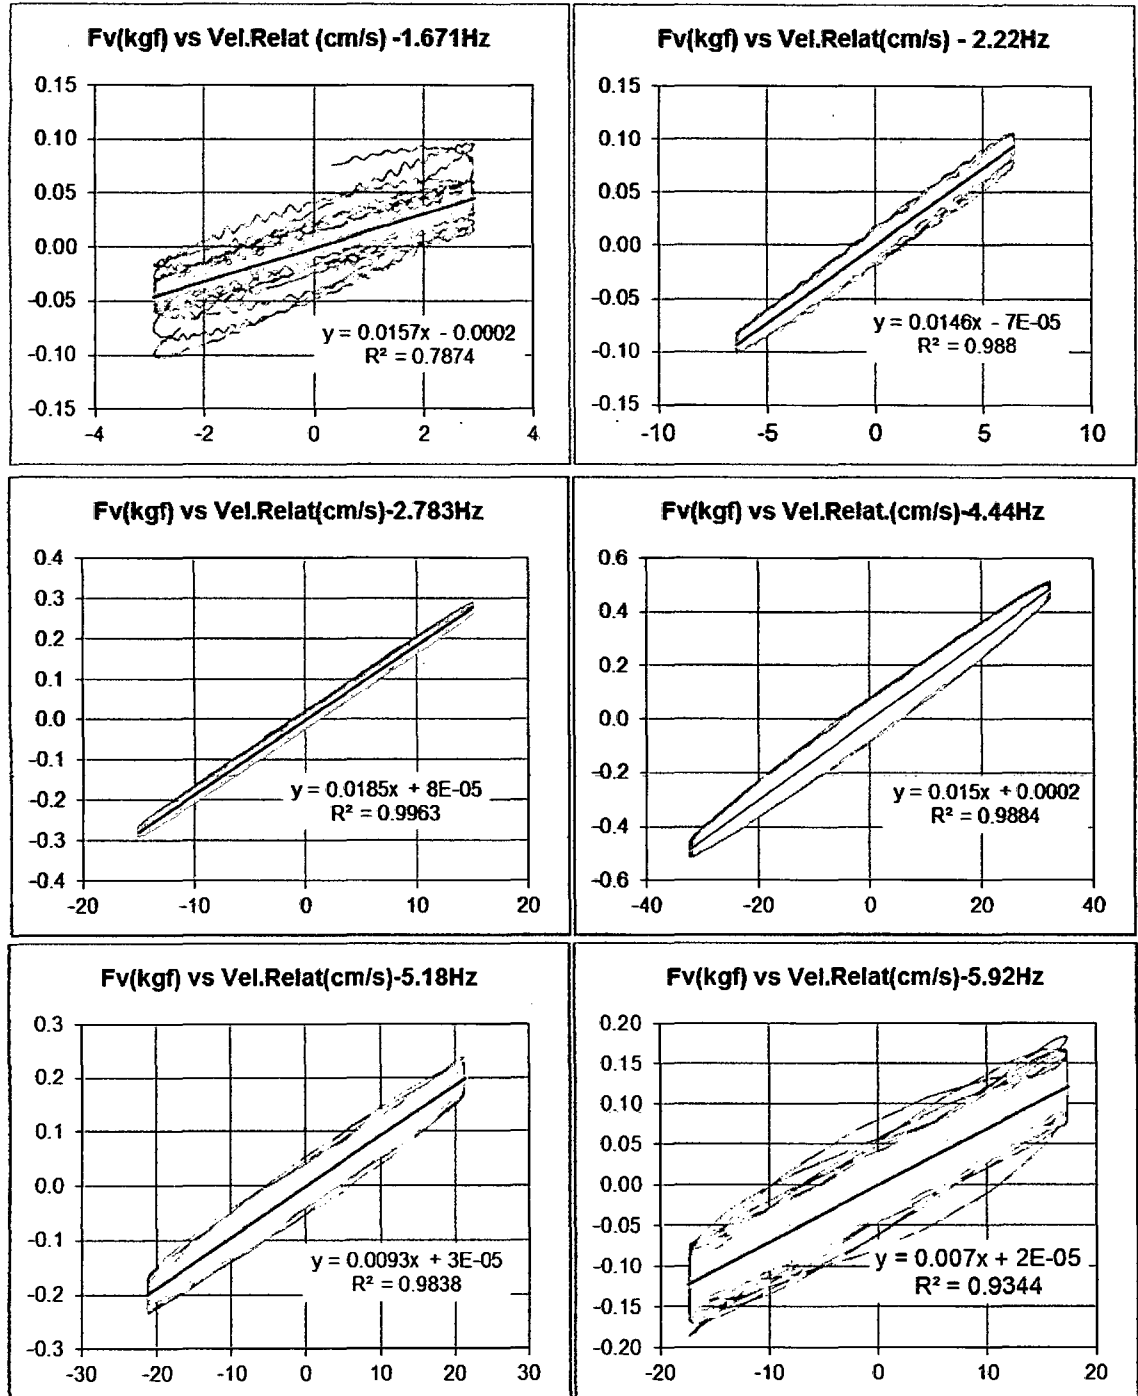 Fv(kgf) vs Vel.Relat (cm/s) -1.671Hz
0.15
0.10
0.05
0.00
-0.05
-0.10
-0.15
y = 0.0157x - 0.0002
R² = 0.7874
-4 -2 0 2 4
Fv(kgf) vs Vel.Relat(cm/s) - 2.22Hz
0.15
0.10
0.05
0.00
-0.05
-0.10
-0.15
y = 0.0146x - 7E-05
R² = 0.988
-10 -5 0 5 10
Fv(kgf) vs Vel.Relat(cm/s)-2.783Hz
0.4
0.3
0.2
0.1
0.0
-0.1
-0.2
-0.3
-0.4
y = 0.0185x + 8E-05
R² = 0.9963
-20 -10 0 10 20
Fv(kgf) vs Vel.Relat.(cm/s)-4.44Hz
0.6
0.4
0.2
0.0
-0.2
-0.4
-0.6
y = 0.015x + 0.0002
R² = 0.9884
-40 -20 0 20 40
Fv(kgf) vs Vel.Relat(cm/s)-5.18Hz
0.3
0.2
0.1
0.0
-0.1
-0.2
-0.3
y = 0.0093x + 3E-05
R² = 0.9838
-30 -20 -10 0 10 20 30
Fv(kgf) vs Vel.Relat(cm/s)-5.92Hz
0.20
0.15
0.10
0.05
0.00
-0.05
-0.10
-0.15
-0.20
y = 0.007x + 2E-05
R² = 0.9344
-20 -10 0 10 20